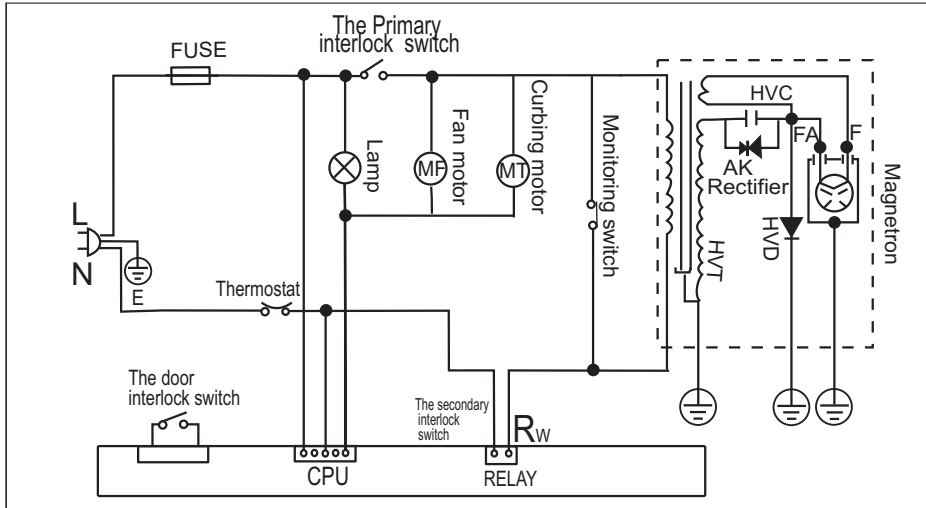 The Primary
interlock switch
FUSE
Lamp
MF
Fan motor
MT
Curbing motor
Monitoring switch
HVC
FA
F
AK
Rectifier
HVD
HVT
Magnetron
L
N
E
Thermostat
The door
interlock switch
The secondary
interlock
switch
RW
CPU
RELAY